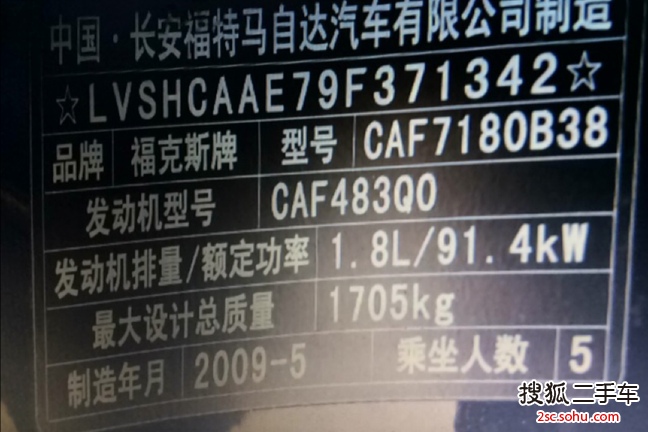 中国·长安福特马自达汽车有限公司制造
☆LVSHCAAE79F371342☆
品牌 福克斯牌 型号 CAF7180B38
发动机型号 CAF483Q0
发动机排量/额定功率 1.8L/91.4kW
最大设计总质量 1705kg
制造年月 2009-5 乘坐人数 5
搜狐二手车
2sc.sohu.com